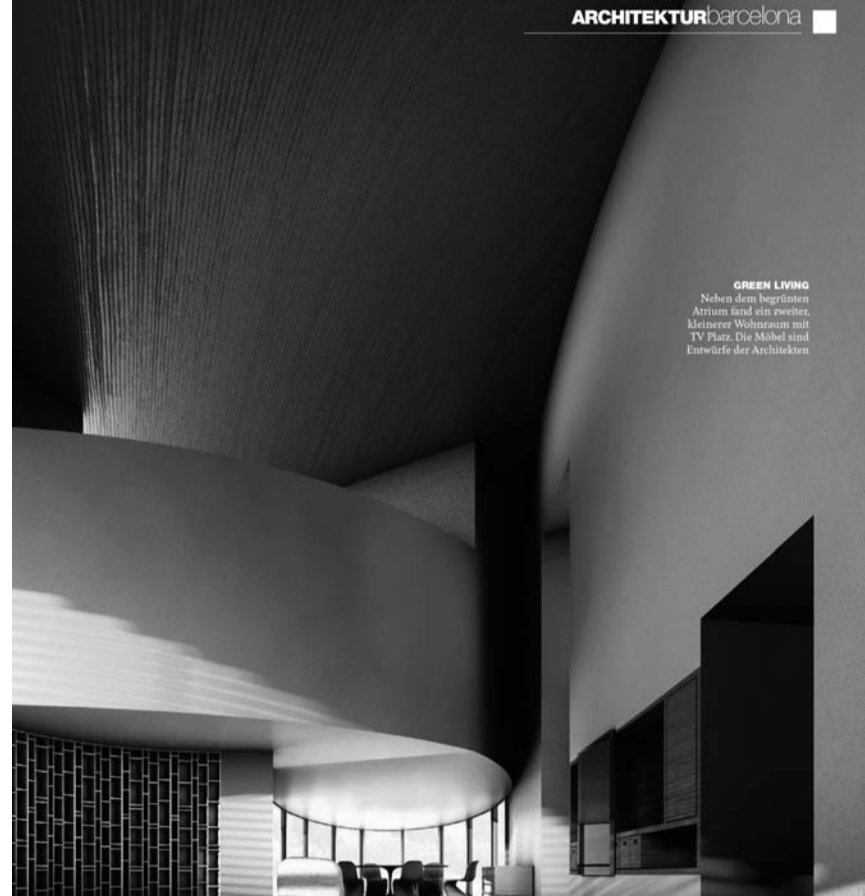 ARCHITEKTURbarcelona
GREEN LIVING
Neben dem begrünten
Atrium fand ein zweiter,
kleinerer Wohnraum mit
TV Platz. Die Möbel sind
Entwürfe der Architekten